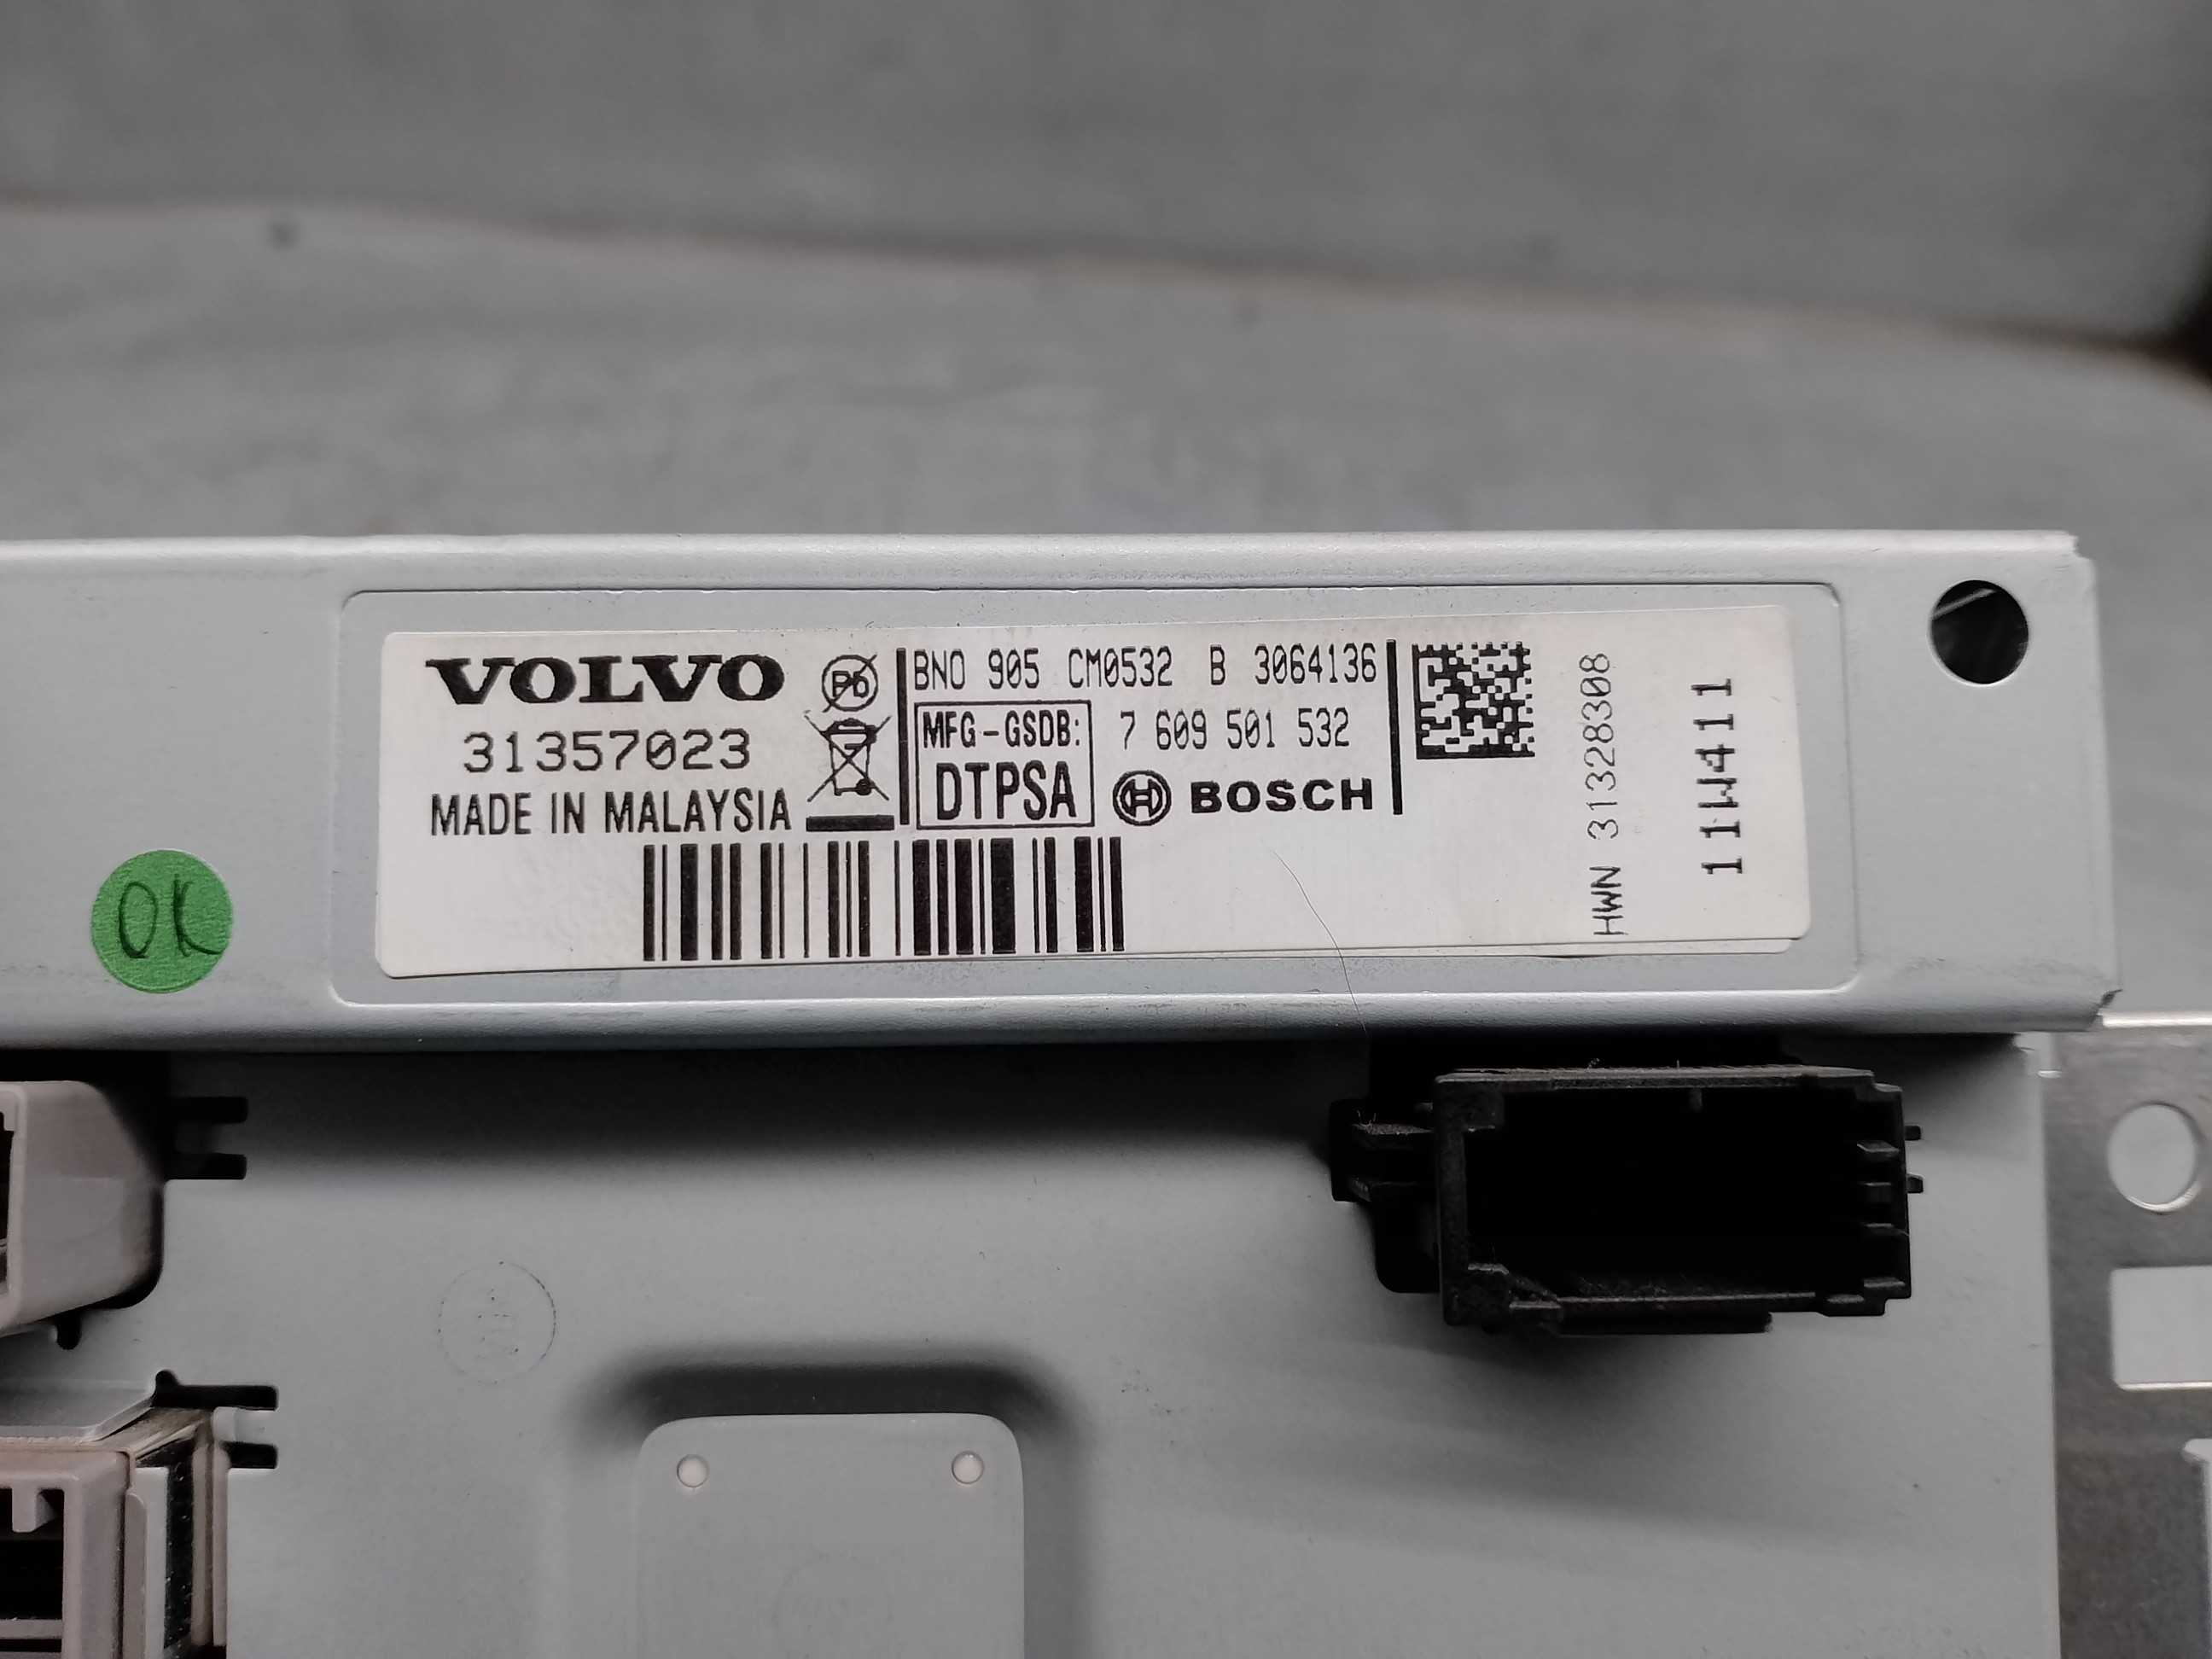 VOLVO
31357023
MADE IN MALAYSIA
Pb
BNO 905 CM0532 B 3064136
MFG-GSDB:
DTPSA
7 609 501 532
BOSCH
HWN 31328308
11W411
OK